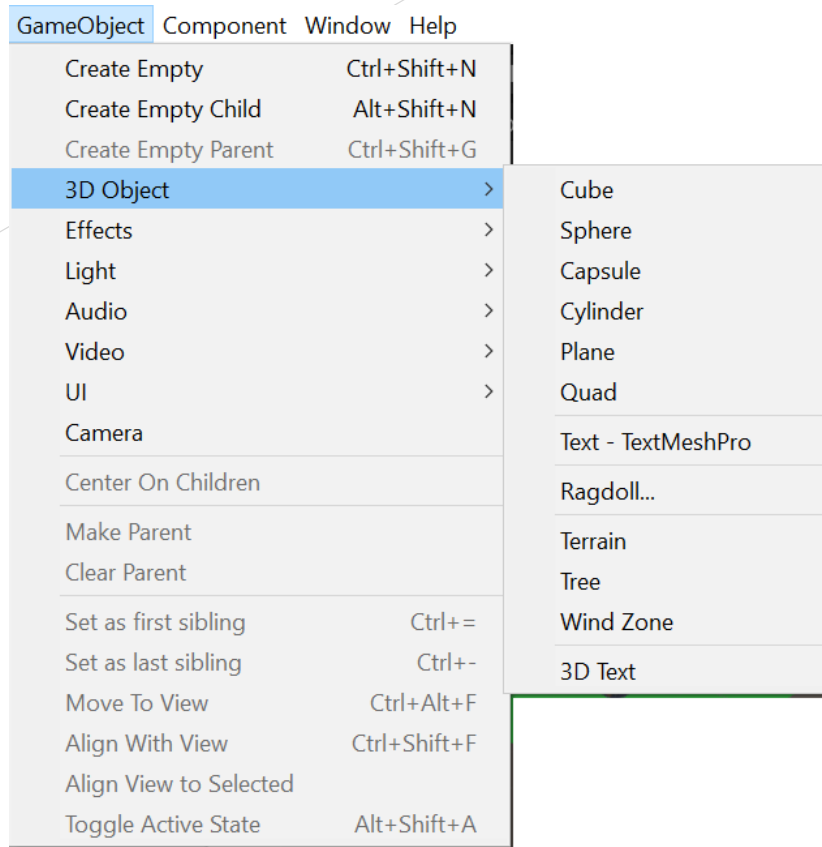 GameObject Component Window Help
Create Empty Ctrl+Shift+N
Create Empty Child Alt+Shift+N
Create Empty Parent Ctrl+Shift+G
3D Object >
Effects >
Light >
Audio >
Video >
UI >
Camera
Center On Children
Make Parent
Clear Parent
Set as first sibling Ctrl+=
Set as last sibling Ctrl+-
Move To View Ctrl+Alt+F
Align With View Ctrl+Shift+F
Align View to Selected
Toggle Active State Alt+Shift+A
Cube
Sphere
Capsule
Cylinder
Plane
Quad
Text - TextMeshPro
Ragdoll...
Terrain
Tree
Wind Zone
3D Text